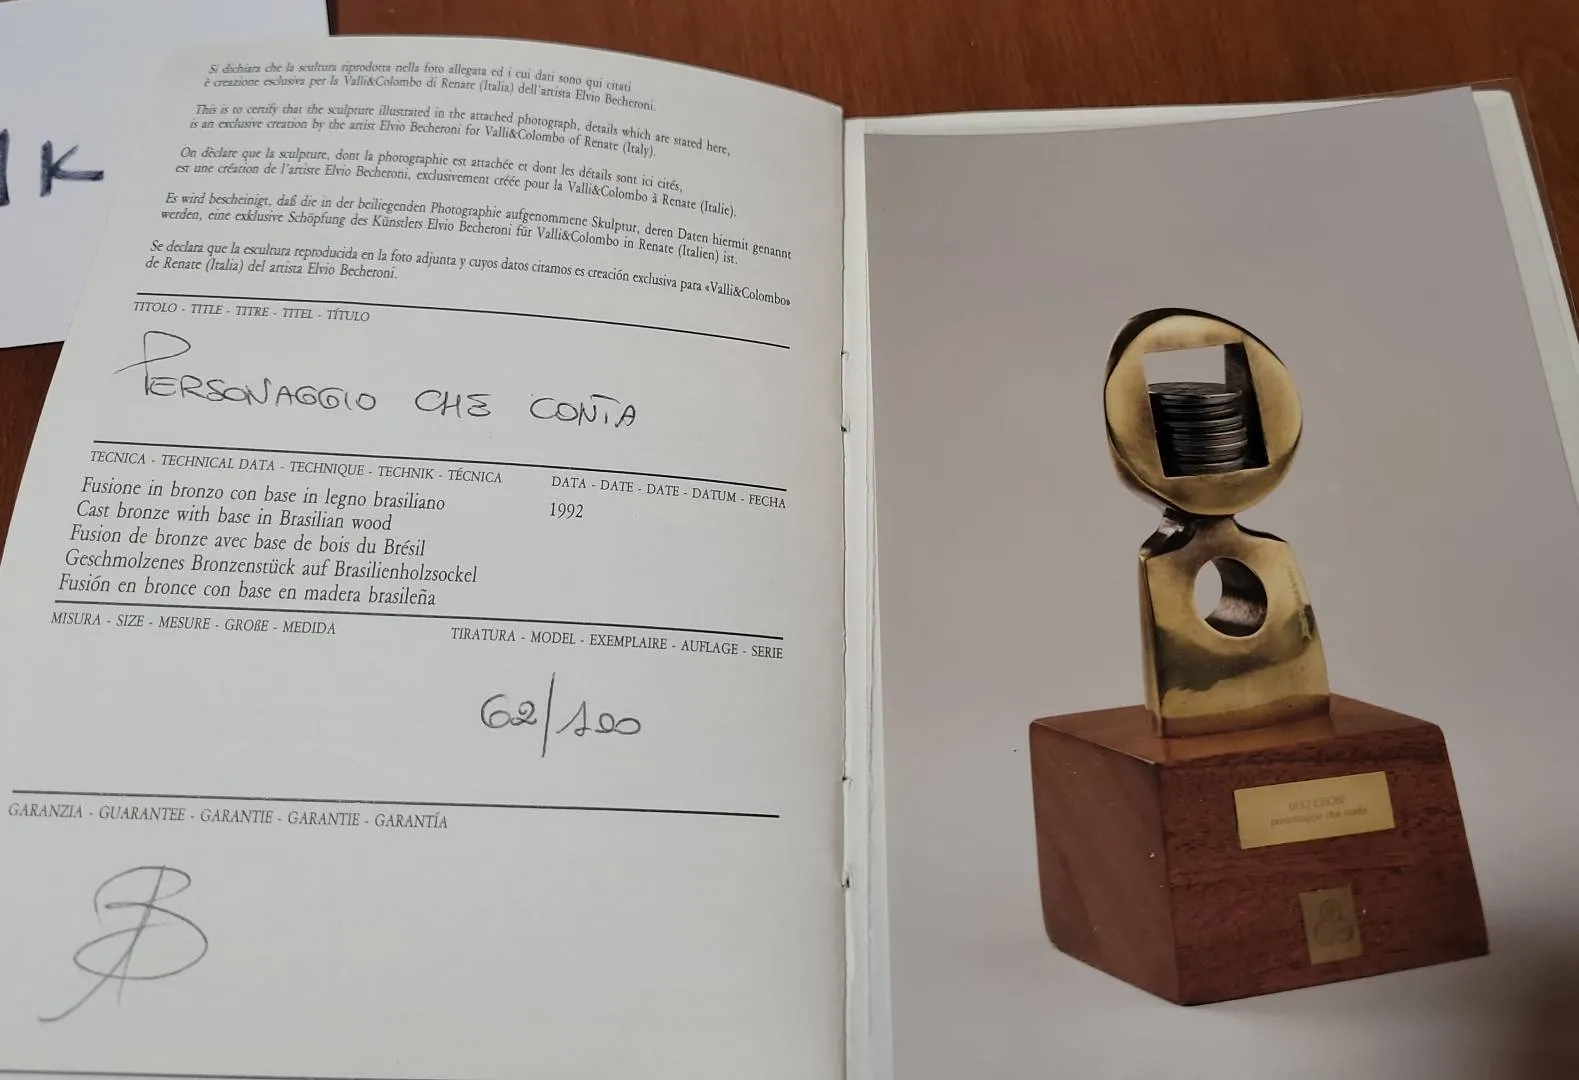 K
Si dichiara che la scultura riprodotta nella foto allegata ed i cui dati sono qui citati
è creazione esclusiva per la Valli&Colombo di Renate (Italia) dell'artista Elvio Becheroni.
This is to certify that the sculpture illustrated in the attached photograph, details which are stated here,
is an exclusive creation by the artist Elvio Becheroni for Valli&Colombo of Renate (Italy).
On dèclare que la sculpture, dont la photographie est attachée et dont les détails sont ici cités,
est une création de l'artiste Elvio Becheroni, exclusivement créée pour la Valli&Colombo à Renate (Italie).
Es wird bescheinigt, daß die in der beiliegenden Photographie aufgenommene Skulptur, deren Daten hiermit genannt
werden, eine exklusive Schöpfung des Künstlers Elvio Becheroni für Valli&Colombo in Renate (Italien) ist.
Se declara que la escultura reproducida en la foto adjunta y cuyos datos citamos es creación exclusiva para «Valli&Colombo»
de Renate (Italia) del artista Elvio Becheroni.
TITOLO - TITLE - TITRE - TITEL - TÍTULO
PERSONAGGIO CHE CONTA
TECNICA - TECHNICAL DATA - TECHNIQUE - TECHNIK - TÉCNICA
DATA - DATE - DATE - DATUM - FECHA
Fusione in bronzo con base in legno brasiliano
1992
Cast bronze with base in Brasilian wood
Fusion de bronze avec base de bois du Brésil
Geschmolzenes Bronzenstück auf Brasilienholzsockel
Fusión en bronce con base en madera brasileña
MISURA - SIZE - MESURE - GROßE - MEDIDA
TIRATURA - MODEL - EXEMPLAIRE - AUFLAGE - SERIE
62/100
GARANZIA - GUARANTEE - GARANTIE - GARANTIE - GARANTÍA
BECHERONI
personaggio che conta